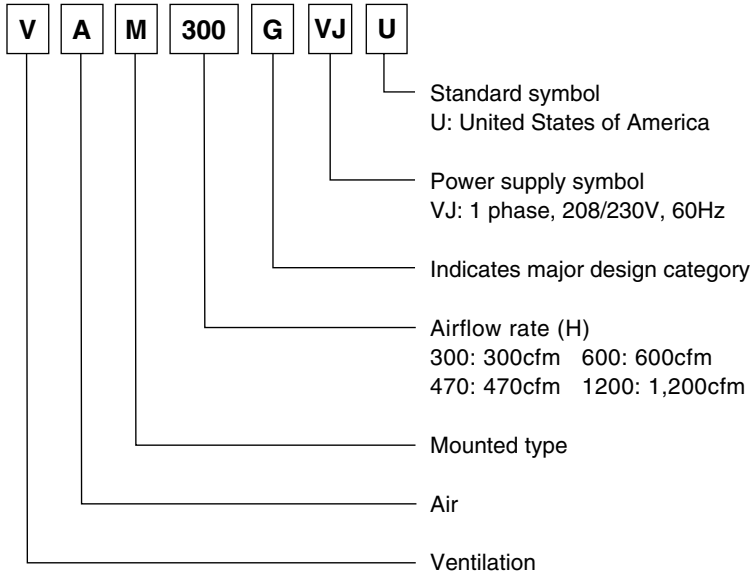 V A M 300 G VJ U
Standard symbol
U: United States of America
Power supply symbol
VJ: 1 phase, 208/230V, 60Hz
Indicates major design category
Airflow rate (H)
300: 300cfm 600: 600cfm
470: 470cfm 1200: 1,200cfm
Mounted type
Air
Ventilation